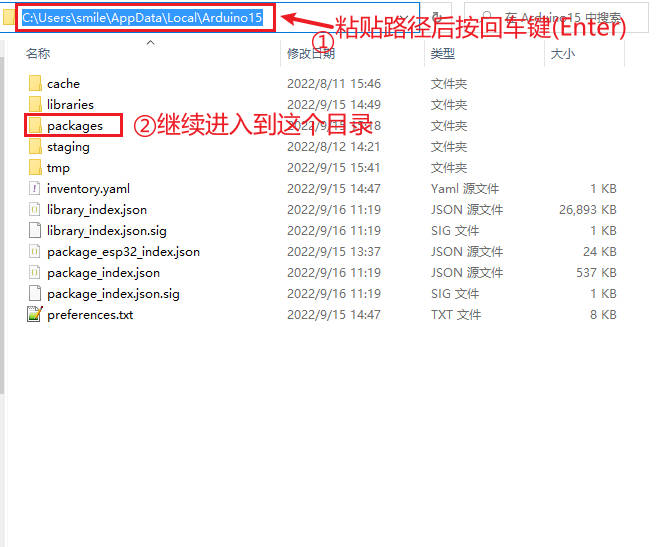 C:\Users\smile\AppData\Local\Arduino15
在 Arduino15 中搜索
①粘贴路径后按回车键(Enter)
名称 修改日期 类型 大小
cache 2022/8/11 15:46 文件夹
libraries 2022/9/15 14:49 文件夹
packages 文件夹
②继续进入到这个目录
staging 2022/8/12 14:21 文件夹
tmp 2022/9/15 15:41 文件夹
inventory.yaml 2022/9/15 14:47 Yaml 源文件 1 KB
library_index.json 2022/9/16 11:19 JSON 源文件 26,893 KB
library_index.json.sig 2022/9/16 11:19 SIG 文件 1 KB
package_esp32_index.json 2022/9/15 13:37 JSON 源文件 24 KB
package_index.json 2022/9/16 11:19 JSON 源文件 537 KB
package_index.json.sig 2022/9/16 11:19 SIG 文件 1 KB
preferences.txt 2022/9/15 14:47 TXT 文件 8 KB